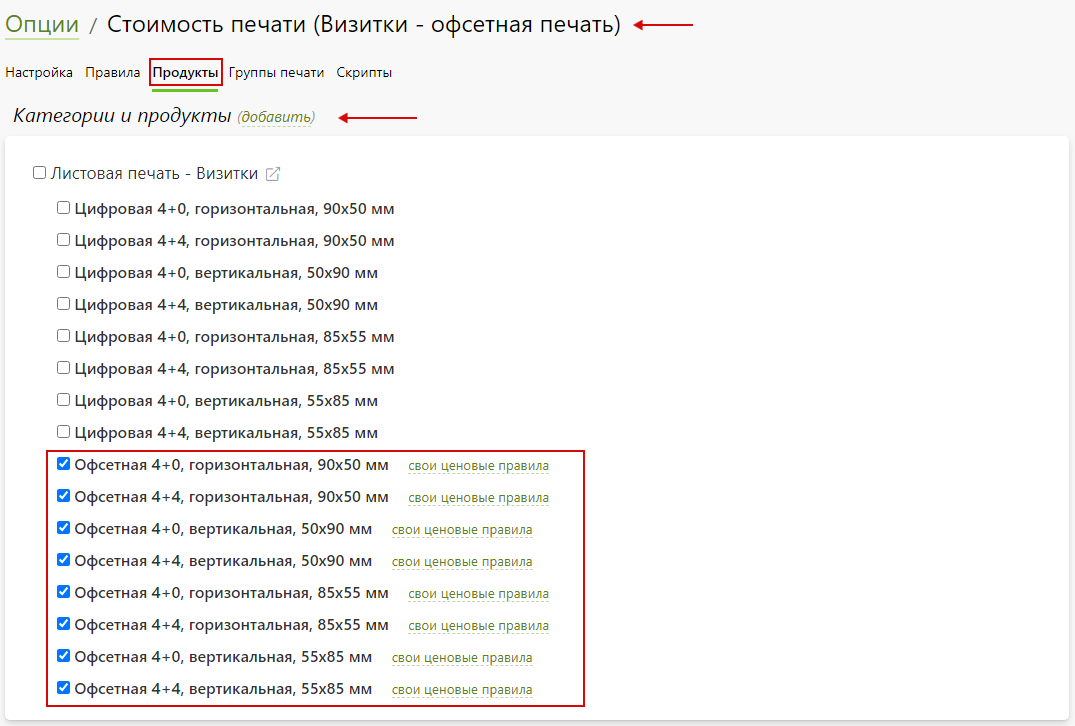 Опции / Стоимость печати (Визитки - офсетная печать)
Настройка Правила Продукты Группы печати Скрипты
Категории и продукты (добавить)
Листовая печать - Визитки
Цифровая 4+0, горизонтальная, 90x50 мм
Цифровая 4+4, горизонтальная, 90x50 мм
Цифровая 4+0, вертикальная, 50x90 мм
Цифровая 4+4, вертикальная, 50x90 мм
Цифровая 4+0, горизонтальная, 85x55 мм
Цифровая 4+4, горизонтальная, 85x55 мм
Цифровая 4+0, вертикальная, 55x85 мм
Цифровая 4+4, вертикальная, 55x85 мм
Офсетная 4+0, горизонтальная, 90x50 мм свои ценовые правила
Офсетная 4+4, горизонтальная, 90x50 мм свои ценовые правила
Офсетная 4+0, вертикальная, 50x90 мм свои ценовые правила
Офсетная 4+4, вертикальная, 50x90 мм свои ценовые правила
Офсетная 4+0, горизонтальная, 85x55 мм свои ценовые правила
Офсетная 4+4, горизонтальная, 85x55 мм свои ценовые правила
Офсетная 4+0, вертикальная, 55x85 мм свои ценовые правила
Офсетная 4+4, вертикальная, 55x85 мм свои ценовые правила